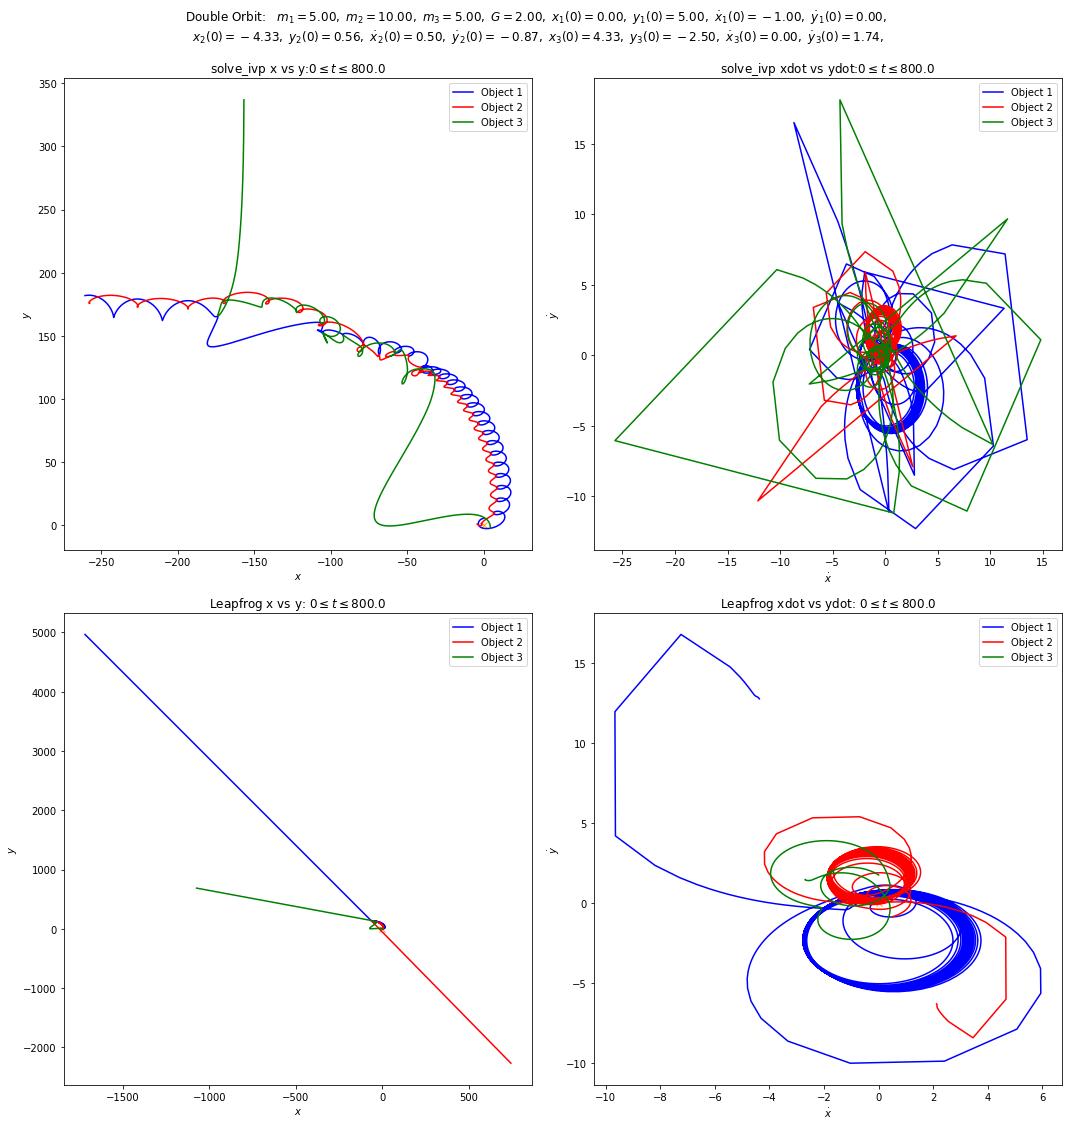 Double Orbit: m₁ = 5.00, m₂ = 10.00, m₃ = 5.00, G = 2.00, x₁(0) = 0.00, y₁(0) = 5.00, ẋ₁(0) = −1.00, ẏ₁(0) = 0.00,
x₂(0) = −4.33, y₂(0) = 0.56, ẋ₂(0) = 0.50, ẏ₂(0) = −0.87, x₃(0) = 4.33, y₃(0) = −2.50, ẋ₃(0) = 0.00, ẏ₃(0) = 1.74,
solve_ivp x vs y:0 ≤ t ≤ 800.0
Object 1
Object 2
Object 3
350
300
250
200
150
100
50
0
y
−250
−200
−150
−100
−50
0
x
solve_ivp xdot vs ydot:0 ≤ t ≤ 800.0
Object 1
Object 2
Object 3
15
10
5
0
−5
−10
ẏ
−25
−20
−15
−10
−5
0
5
10
15
ẋ
Leapfrog x vs y: 0 ≤ t ≤ 800.0
Object 1
Object 2
Object 3
5000
4000
3000
2000
1000
0
−1000
−2000
y
−1500
−1000
−500
0
500
x
Leapfrog xdot vs ydot: 0 ≤ t ≤ 800.0
Object 1
Object 2
Object 3
15
10
5
0
−5
−10
ẏ
−10
−8
−6
−4
−2
0
2
4
6
ẋ